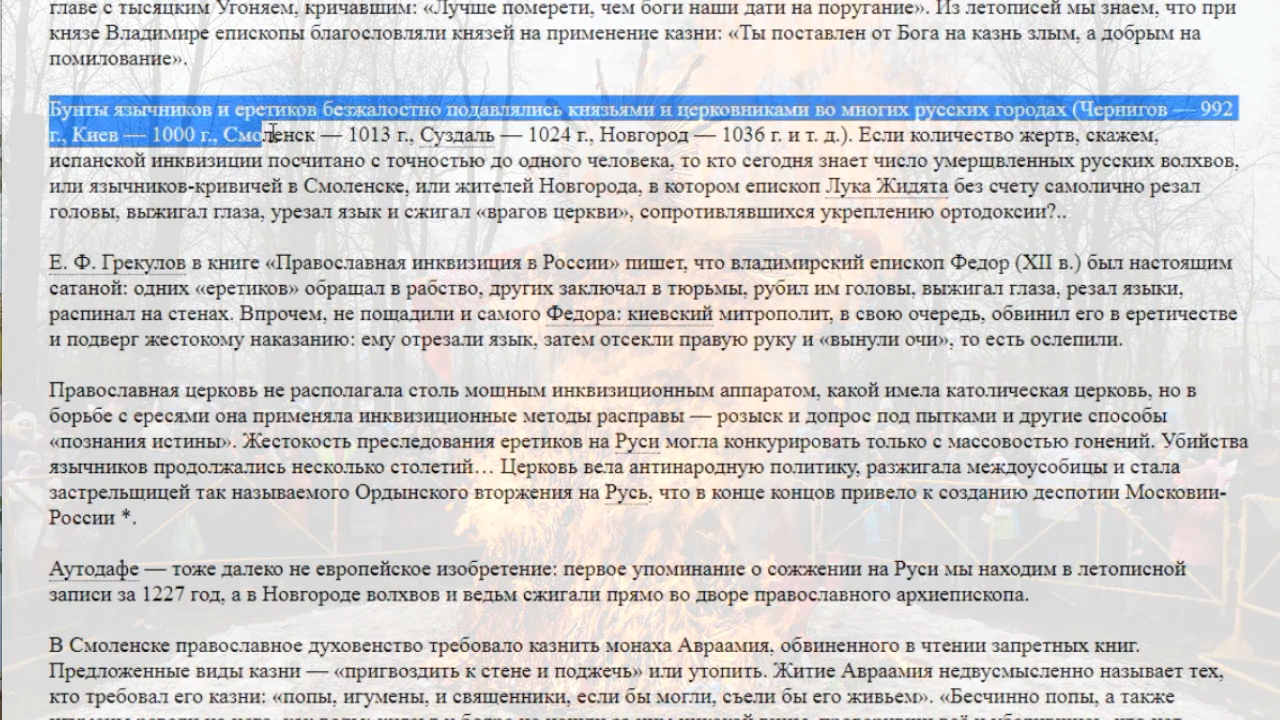 главе с тысяцким Угоняем, кричавшим: «Лучше померети, чем боги наши дати на поругание». Из летописей мы знаем, что при
князе Владимире епископы благословляли князей на применение казни: «Ты поставлен от Бога на казнь злым, а добрым на
помилование».
Бунты язычников и еретиков безжалостно подавлялись князьями и церковниками во многих русских городах (Чернигов — 992
г., Киев — 1000 г., Смоленск — 1013 г., Суздаль — 1024 г., Новгород — 1036 г. и т. д.). Если количество жертв, скажем,
испанской инквизиции посчитано с точностью до одного человека, то кто сегодня знает число умерщвленных русских волхвов,
или язычников-кривичей в Смоленске, или жителей Новгорода, в котором епископ Лука Жидята без счету самолично резал
головы, выжигал глаза, урезал язык и сжигал «врагов церкви», сопротивлявшихся укреплению ортодоксии?..
Е. Ф. Грекулов в книге «Православная инквизиция в России» пишет, что владимирский епископ Федор (XII в.) был настоящим
сатаной: одних «еретиков» обращал в рабство, других заключал в тюрьмы, рубил им головы, выжигал глаза, резал языки,
распинал на стенах. Впрочем, не пощадили и самого Федора: киевский митрополит, в свою очередь, обвинил его в еретичестве
и подверг жестокому наказанию: ему отрезали язык, затем отсекли правую руку и «вынули очи», то есть ослепили.
Православная церковь не располагала столь мощным инквизиционным аппаратом, какой имела католическая церковь, но в
борьбе с ересями она применяла инквизиционные методы расправы — розыск и допрос под пытками и другие способы
«познания истины». Жестокость преследования еретиков на Руси могла конкурировать только с массовостью гонений. Убийства
язычников продолжались несколько столетий… Церковь вела антинародную политику, разжигала междоусобицы и стала
застрельщицей так называемого Ордынского вторжения на Русь, что в конце концов привело к созданию деспотии Московии-
России *.
Аутодафе — тоже далеко не европейское изобретение: первое упоминание о сожжении на Руси мы находим в летописной
записи за 1227 год, а в Новгороде волхвов и ведьм сжигали прямо во дворе православного архиепископа.
В Смоленске православное духовенство требовало казнить монаха Авраамия, обвиненного в чтении запретных книг.
Предложенные виды казни — «пригвоздить к стене и поджечь» или утопить. Житие Авраамия недвусмысленно называет тех,
кто требовал его казни: «попы, игумены, и священники, если бы могли, съели бы его живьем». «Бесчинно попы, а также